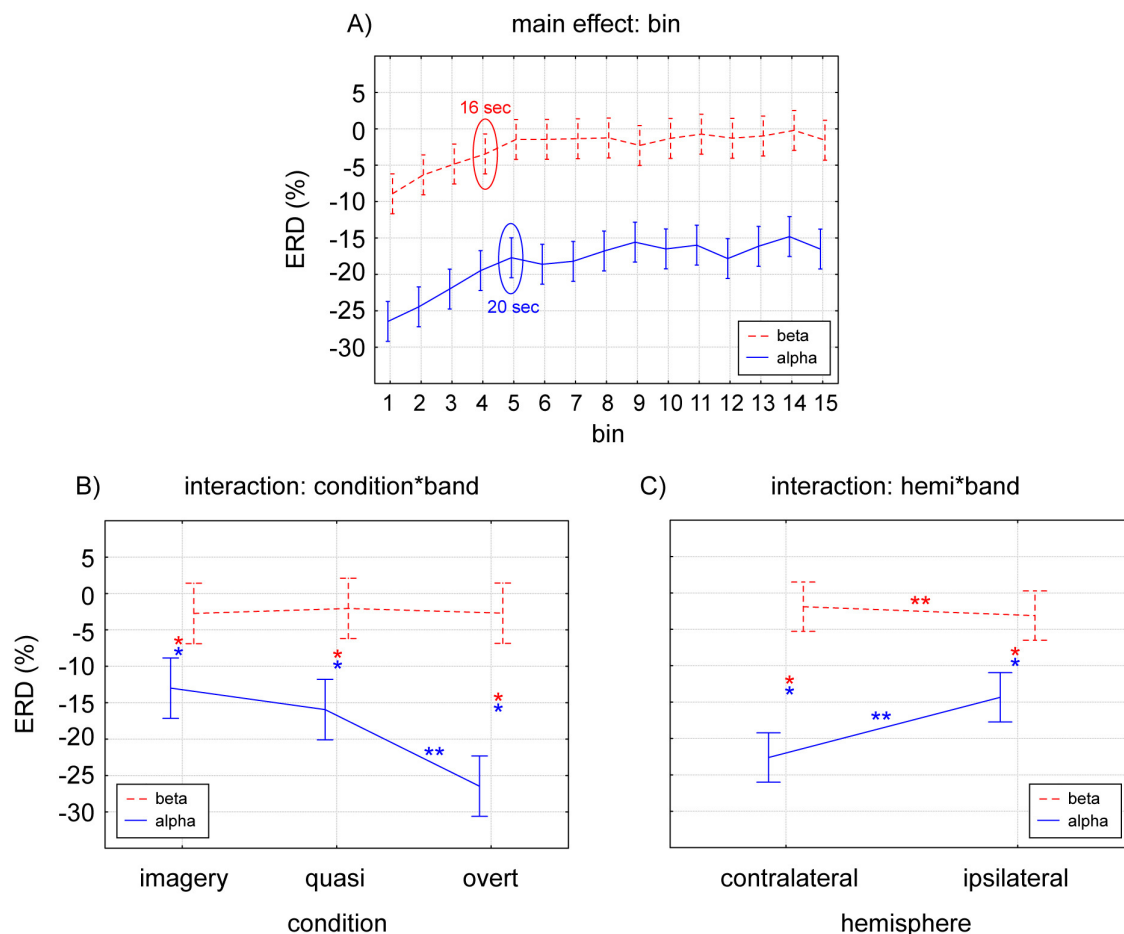 A) main effect: bin
ERD (%)
5
0
-5
-10
-15
-20
-25
-30
16 sec
20 sec
beta
alpha
1 2 3 4 5 6 7 8 9 10 11 12 13 14 15
bin
B) interaction: condition*band
ERD (%)
5
0
-5
-10
-15
-20
-25
-30
*
*
*
*
*
*
**
beta
alpha
imagery quasi overt
condition
C) interaction: hemi*band
**
*
*
*
*
**
beta
alpha
contralateral ipsilateral
hemisphere